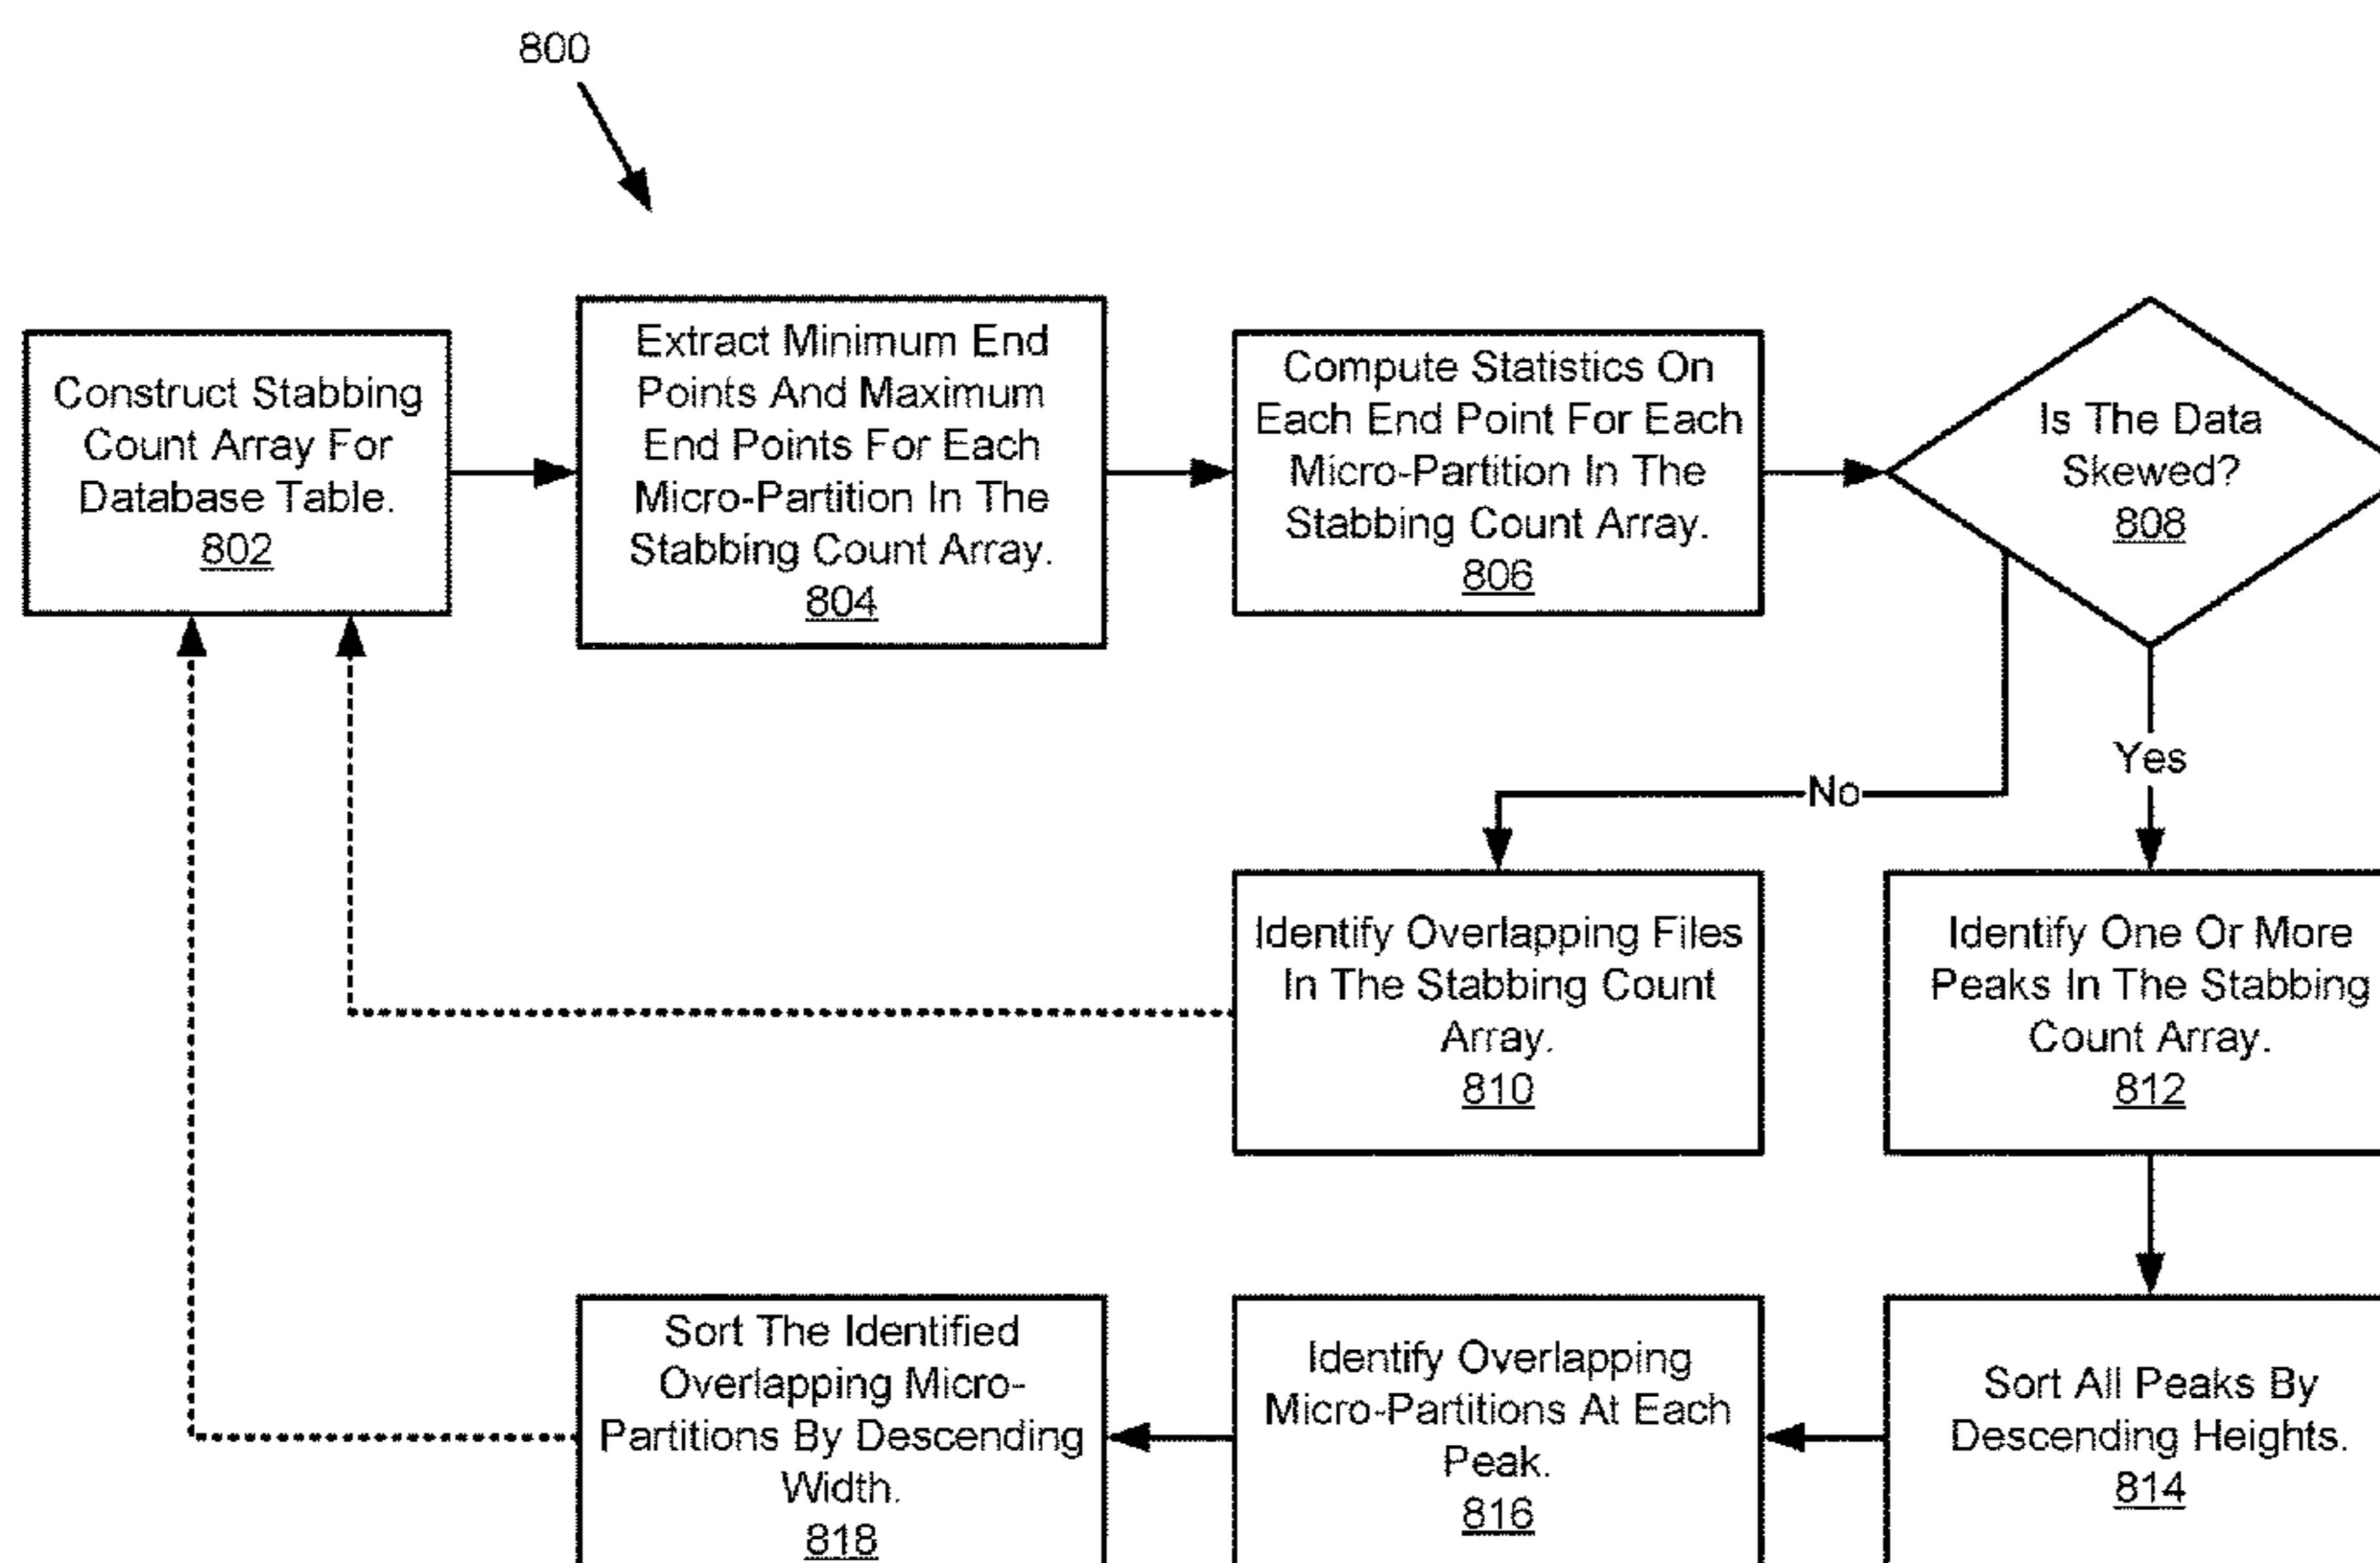 800
Construct Stabbing
Count Array For
Database Table.
802
Extract Minimum End
Points And Maximum
End Points For Each
Micro-Partition In The
Stabbing Count Array.
804
Compute Statistics On
Each End Point For Each
Micro-Partition In The
Stabbing Count Array.
806
Is The Data
Skewed?
808
No
Yes
Identify Overlapping Files
In The Stabbing Count
Array.
810
Identify One Or More
Peaks In The Stabbing
Count Array.
812
Sort All Peaks By
Descending Heights.
814
Identify Overlapping
Micro-Partitions At Each
Peak.
816
Sort The Identified
Overlapping Micro-
Partitions By Descending
Width.
818